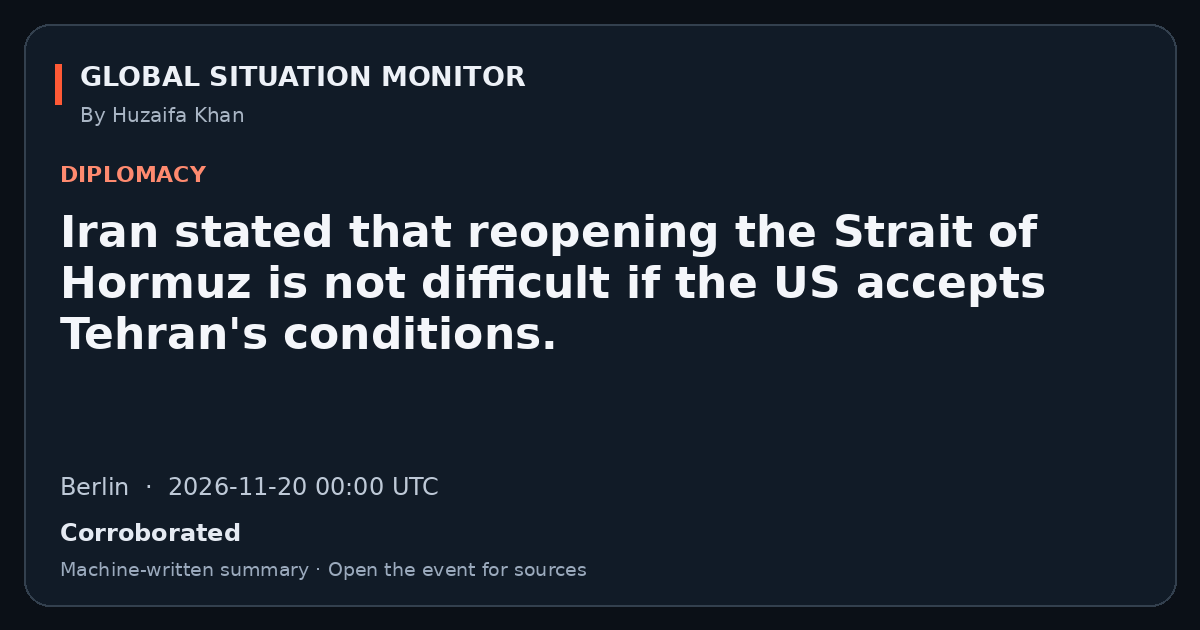 GLOBAL SITUATION MONITOR
By Huzaifa Khan
DIPLOMACY
Iran stated that reopening the Strait of
Hormuz is not difficult if the US accepts
Tehran's conditions.
Berlin · 2026-11-20 00:00 UTC
Corroborated
Machine-written summary · Open the event for sources